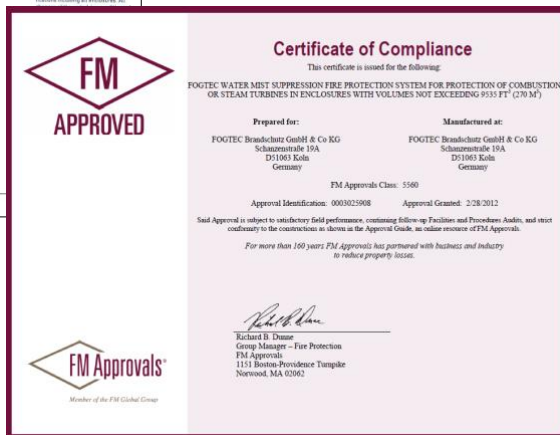 FM
APPROVED
Certificate of Compliance
This certificate is issued for the following:
FOGTEC WATER MIST SUPPRESSION FIRE PROTECTION SYSTEM FOR PROTECTION OF COMBUSTION
OR STEAM TURBINES IN ENCLOSURES WITH VOLUMES NOT EXCEEDING 9535 FT³ (270 M³)
Prepared for:
FOGTEC Brandschutz GmbH & Co KG
Schanzenstraße 19A
D51063 Koln
Germany
Manufactured at:
FOGTEC Brandschutz GmbH & Co KG
Schanzenstraße 19A
D51063 Koln
Germany
FM Approvals Class: 5560
Approval Identification: 0003025908 Approval Granted: 2/28/2012
Said Approval is subject to satisfactory field performance, continuing follow-up Facilities and Procedures Audits, and strict
conformity to the constructions as shown in the Approval Guide, an online resource of FM Approvals.
For more than 160 years FM Approvals has partnered with business and industry
to reduce property losses.
Richard B. Dunne
Richard B. Dunne
Group Manager – Fire Protection
FM Approvals
1151 Boston-Providence Turnpike
Norwood, MA 02062
FM Approvals®
Member of the FM Global Group